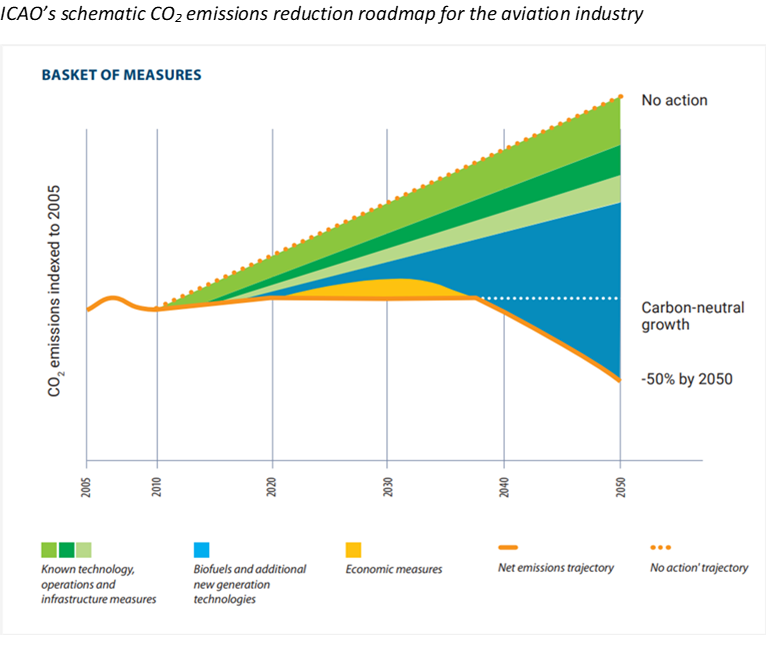 ICAO’s schematic CO₂ emissions reduction roadmap for the aviation industry
BASKET OF MEASURES
No action
CO₂ emissions indexed to 2005
Carbon-neutral
growth
-50% by 2050
2005
2010
2020
2030
2040
2050
Known technology,
operations and
infrastructure measures
Biofuels and additional
new generation
technologies
Economic measures
Net emissions trajectory
No action’ trajectory